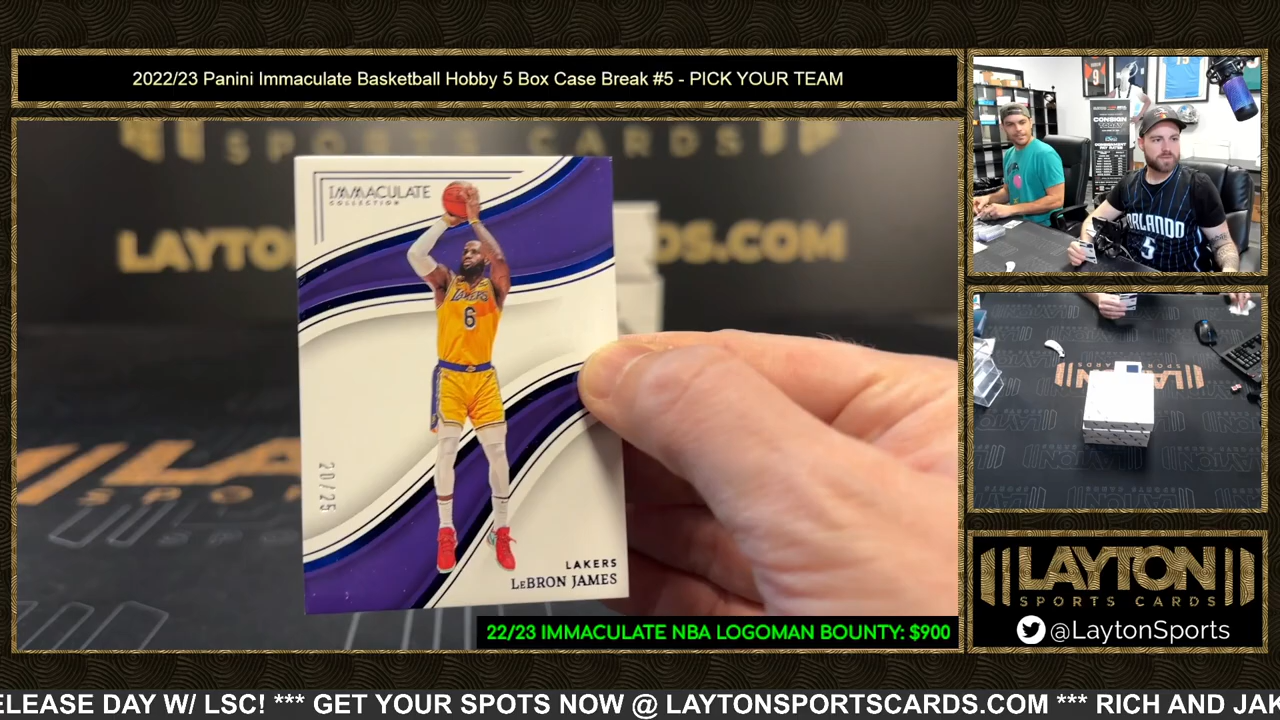 2022/23 Panini Immaculate Basketball Hobby 5 Box Case Break #5 - PICK YOUR TEAM
IMMACULATE
COLLECTION
Lakers
6
20/25
LAKERS
LeBRON JAMES
22/23 IMMACULATE NBA LOGOMAN BOUNTY: $900
CONSIGN
ORLANDO
5
LAYTON
SPORTS CARDS
@LaytonSports
ELEASE DAY W/ LSC! *** GET YOUR SPOTS NOW @ LAYTONSPORTSCARDS.COM *** RICH AND JAK